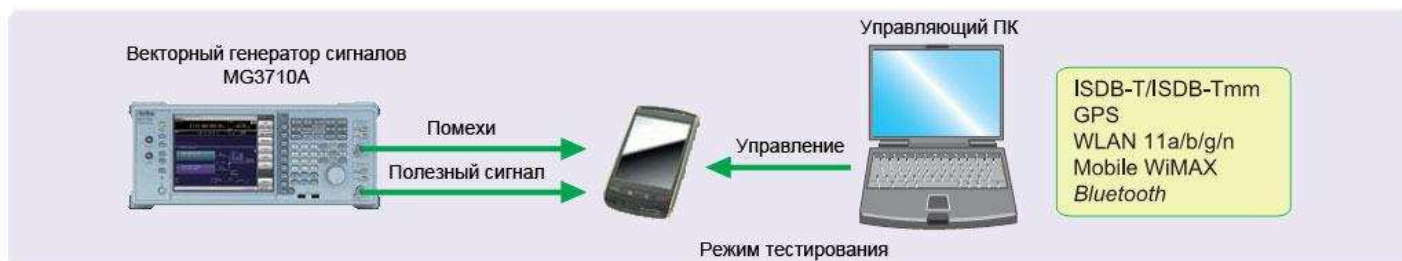 Векторный генератор сигналов
MG3710A
Помехи
Полезный сигнал
Управляющий ПК
Управление
Режим тестирования
ISDB-T/ISDB-Tmm
GPS
WLAN 11a/b/g/n
Mobile WiMAX
Bluetooth